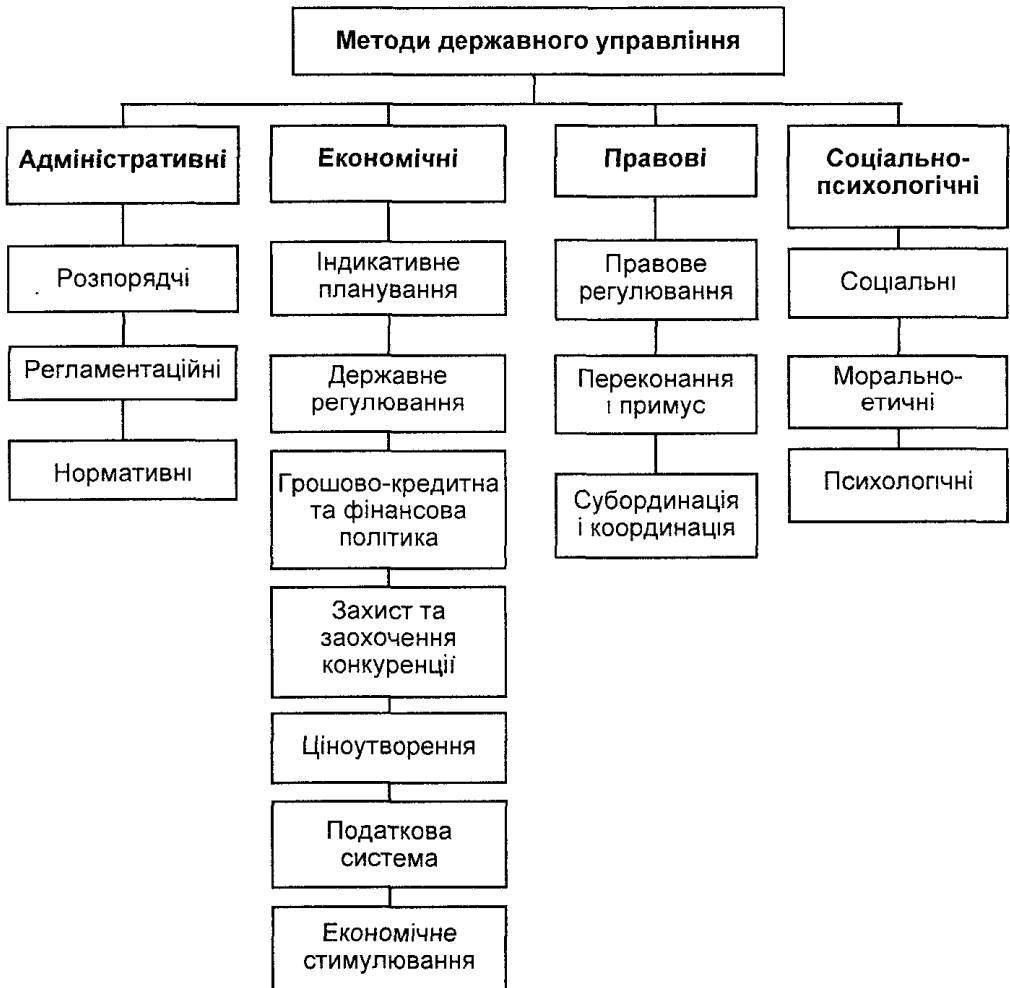 Методи державного управління
Адміністративні
Розпорядчі
Регламентаційні
Нормативні
Економічні
Індикативне
планування
Державне
регулювання
Грошово-кредитна
та фінансова
політика
Захист та
заохочення
конкуренції
Ціноутворення
Податкова
система
Економічне
стимулювання
Правові
Правове
регулювання
Переконання
і примус
Субординація
і координація
Соціально-
психологічні
Соціальні
Морально-
етичні
Психологічні